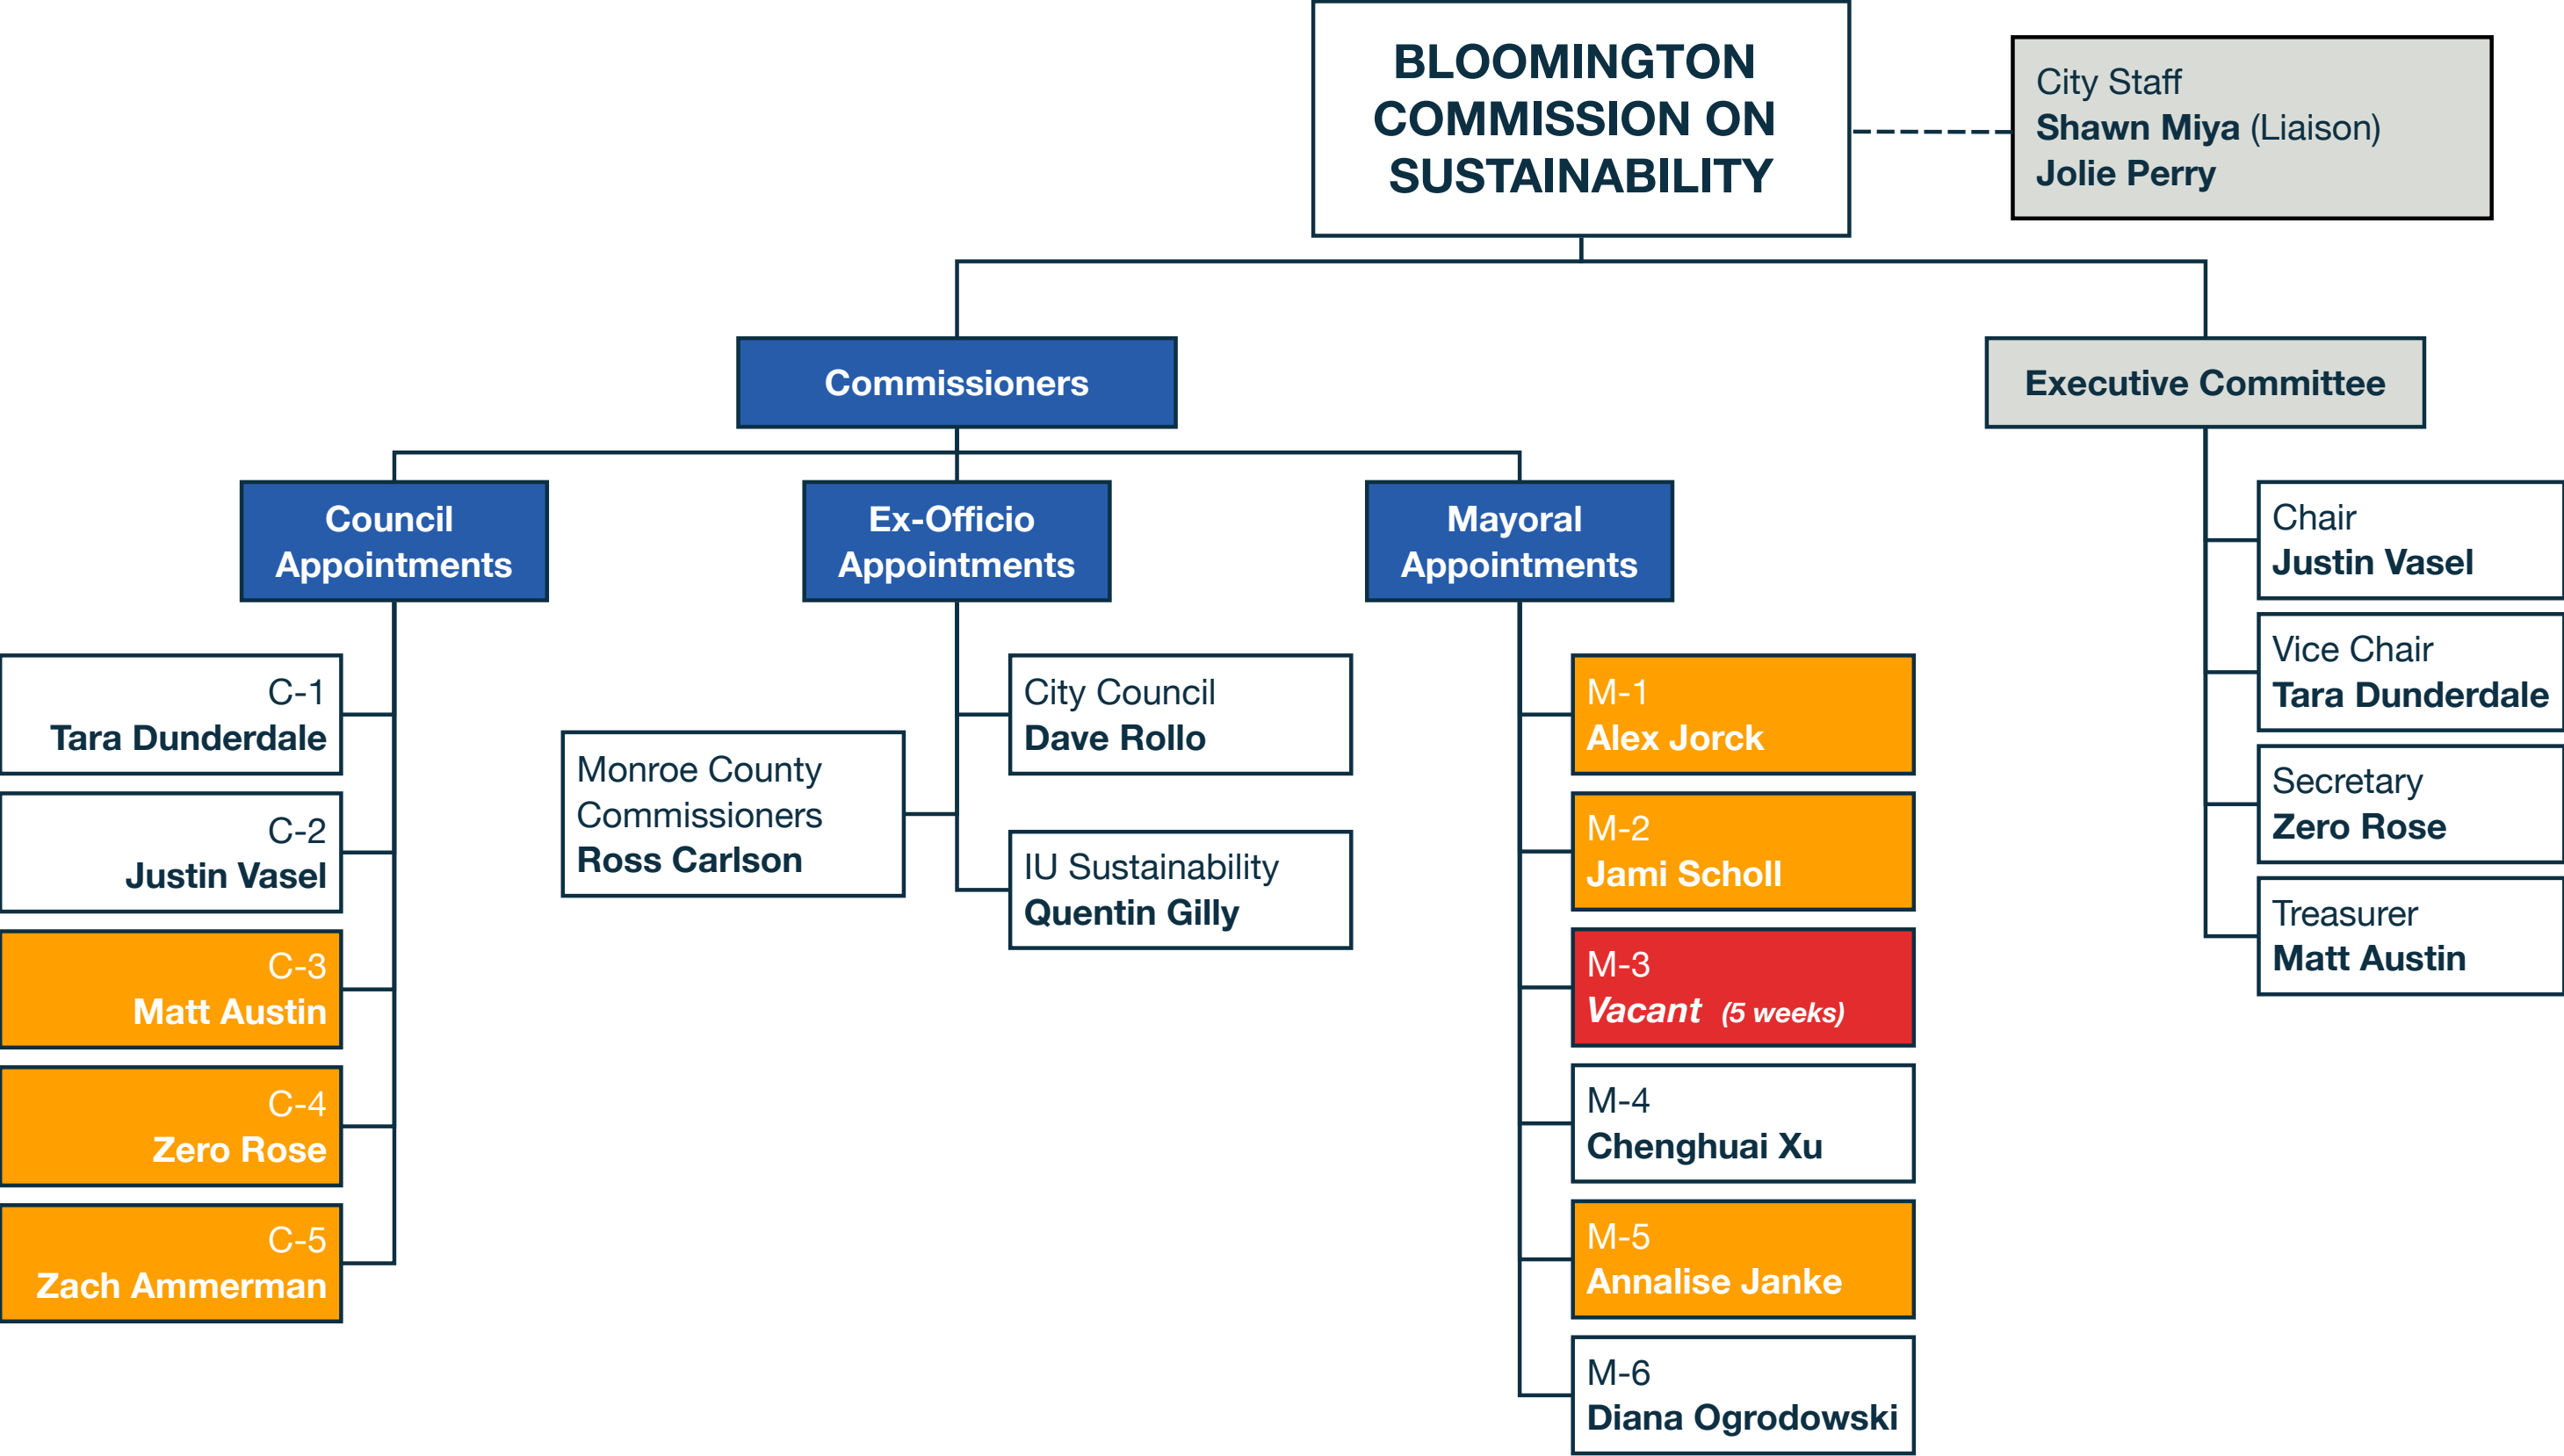 BLOOMINGTON
COMMISSION ON
SUSTAINABILITY
City Staff
Shawn Miya (Liaison)
Jolie Perry
Commissioners
Executive Committee
Council
Appointments
Ex-Officio
Appointments
Mayoral
Appointments
C-1
Tara Dunderdale
C-2
Justin Vasel
C-3
Matt Austin
C-4
Zero Rose
C-5
Zach Ammerman
Monroe County
Commissioners
Ross Carlson
City Council
Dave Rollo
IU Sustainability
Quentin Gilly
M-1
Alex Jorck
M-2
Jami Scholl
M-3
Vacant (5 weeks)
M-4
Chenghuai Xu
M-5
Annalise Janke
M-6
Diana Ogrodowski
Chair
Justin Vasel
Vice Chair
Tara Dunderdale
Secretary
Zero Rose
Treasurer
Matt Austin